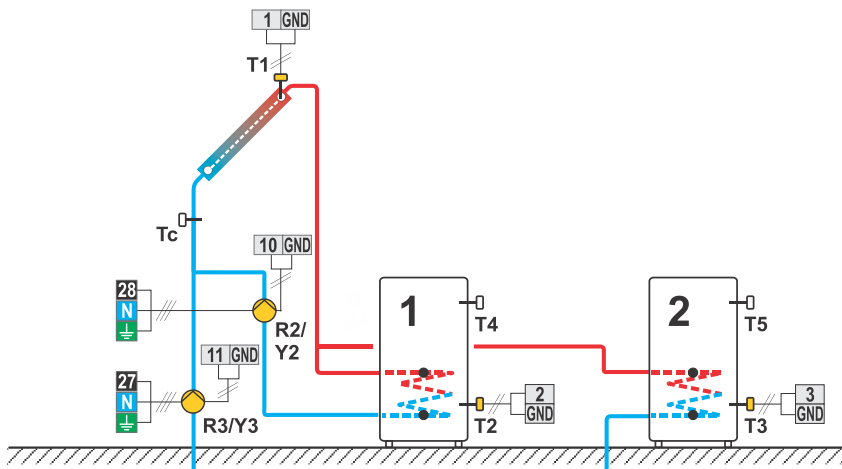 1 GND
T1
Tc
10 GND
28
N
R2/
Y2
11 GND
27
N
R3/Y3
1
T4
2
GND
T2
2
T5
3
GND
T3